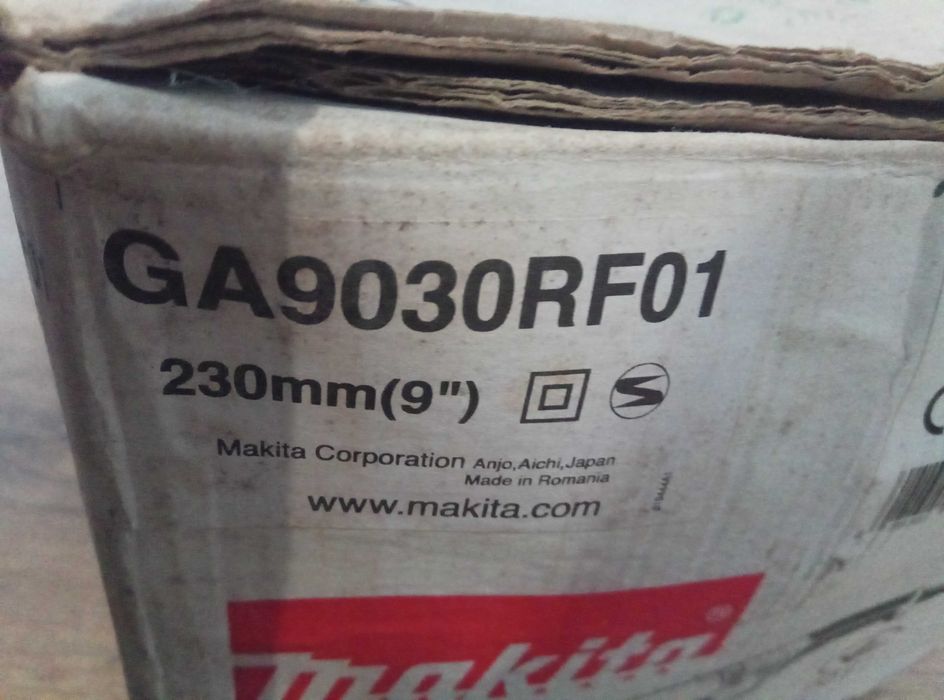 GA9030RF01
230mm(9")
Makita Corporation Anjo,Aichi,Japan
Made in Romania
www.makita.com
makita®